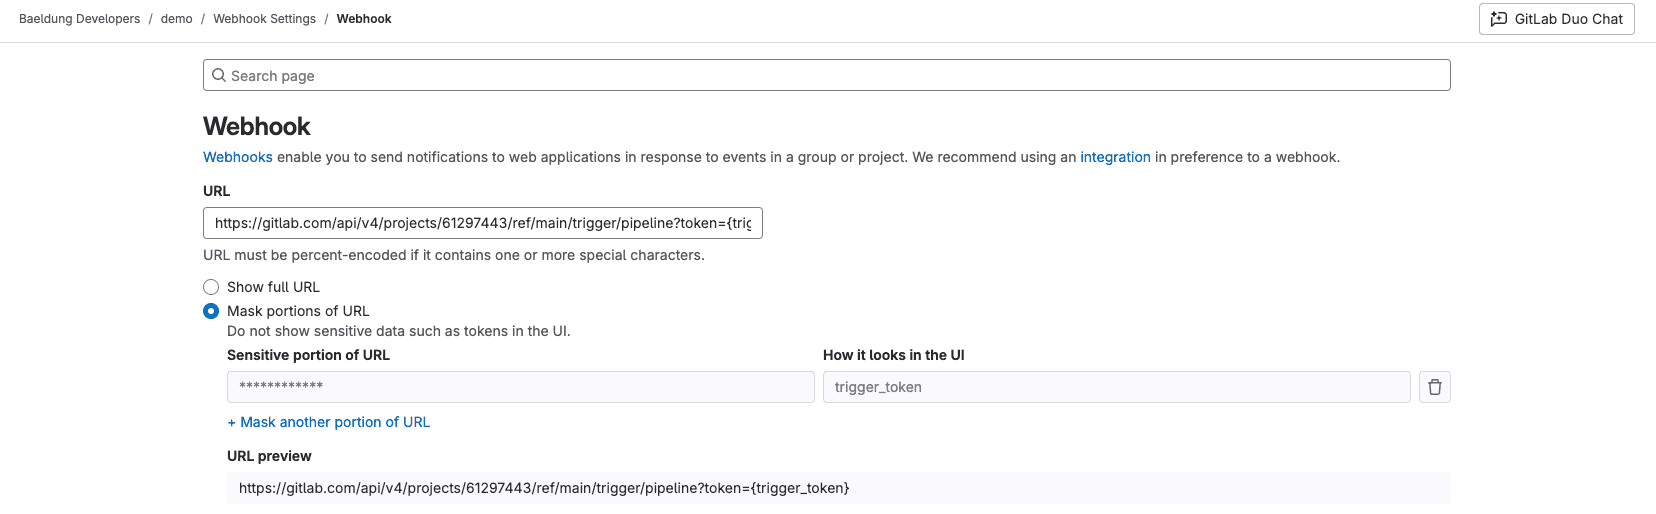 Baeldung Developers / demo / Webhook Settings / Webhook
GitLab Duo Chat
Search page
Webhook
Webhooks enable you to send notifications to web applications in response to events in a group or project. We recommend using an integration in preference to a webhook.
URL
https://gitlab.com/api/v4/projects/61297443/ref/main/trigger/pipeline?token={trig
URL must be percent-encoded if it contains one or more special characters.
Show full URL
Mask portions of URL
Do not show sensitive data such as tokens in the UI.
Sensitive portion of URL How it looks in the UI
************ trigger_token
+ Mask another portion of URL
URL preview
https://gitlab.com/api/v4/projects/61297443/ref/main/trigger/pipeline?token={trigger_token}